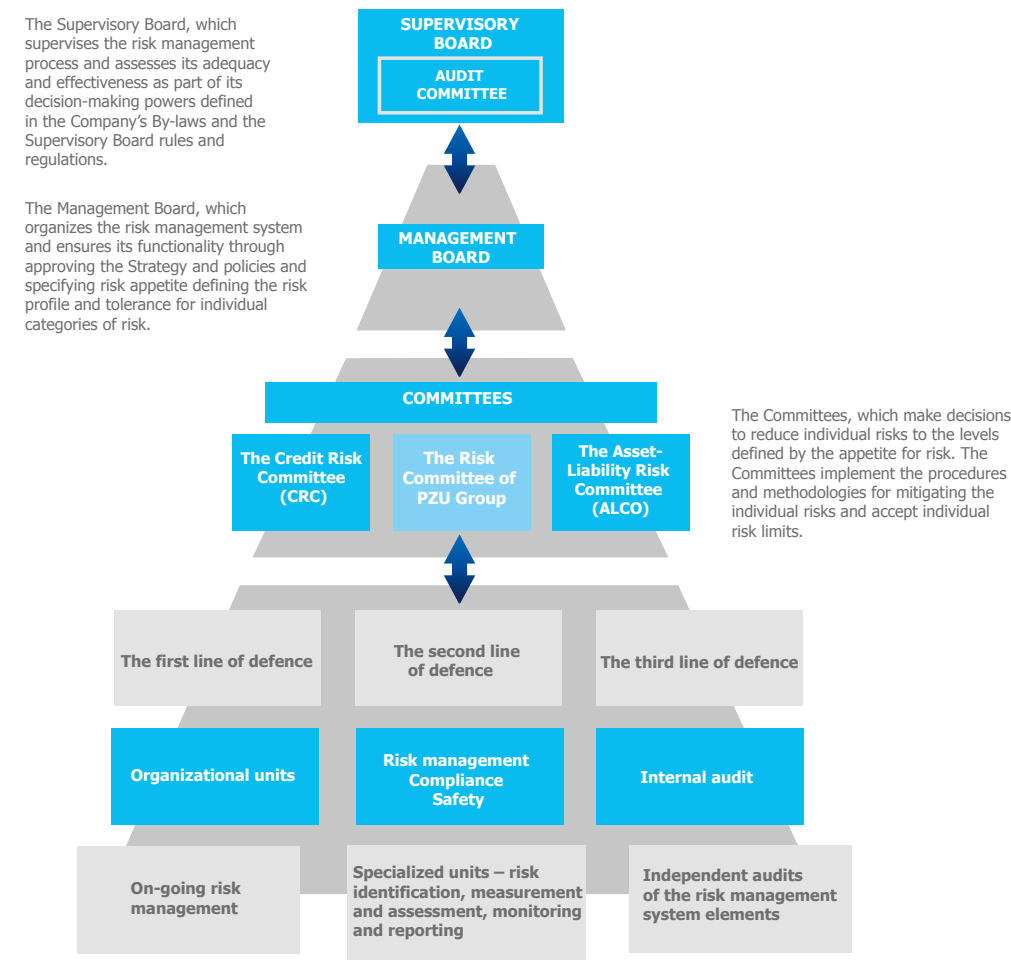 The Supervisory Board, which
supervises the risk management
process and assesses its adequacy
and effectiveness as part of its
decision-making powers defined
in the Company's By-laws and the
Supervisory Board rules and
regulations.
SUPERVISORY
BOARD
AUDIT
COMMITTEE
The Management Board, which
organizes the risk management system
and ensures its functionality through
approving the Strategy and policies and
specifying risk appetite defining the risk
profile and tolerance for individual
categories of risk.
MANAGEMENT
BOARD
COMMITTEES
The Credit Risk
Committee
(CRC)
The Risk
Committee of
PZU Group
The Asset-
Liability Risk
Committee
(ALCO)
The Committees, which make decisions
to reduce individual risks to the levels
defined by the appetite for risk. The
Committees implement the procedures
and methodologies for mitigating the
individual risks and accept individual
risk limits.
The first line of defence
The second line
of defence
The third line of defence
Organizational units
Risk management
Compliance
Safety
Internal audit
On-going risk
management
Specialized units – risk
identification, measurement
and assessment, monitoring
and reporting
Independent audits
of the risk management
system elements